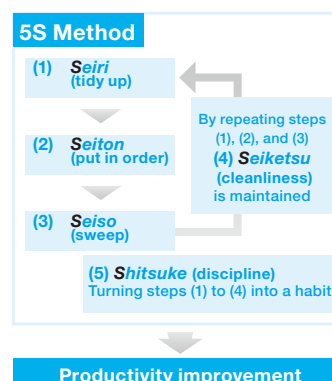 5S Method
(1) Seiri
(tidy up)
(2) Seiton
(put in order)
(3) Seiso
(sweep)
By repeating steps
(1), (2), and (3)
(4) Seiketsu
(cleanliness)
is maintained
(5) Shitsuke (discipline)
Turning steps (1) to (4) into a habit
Productivity improvement